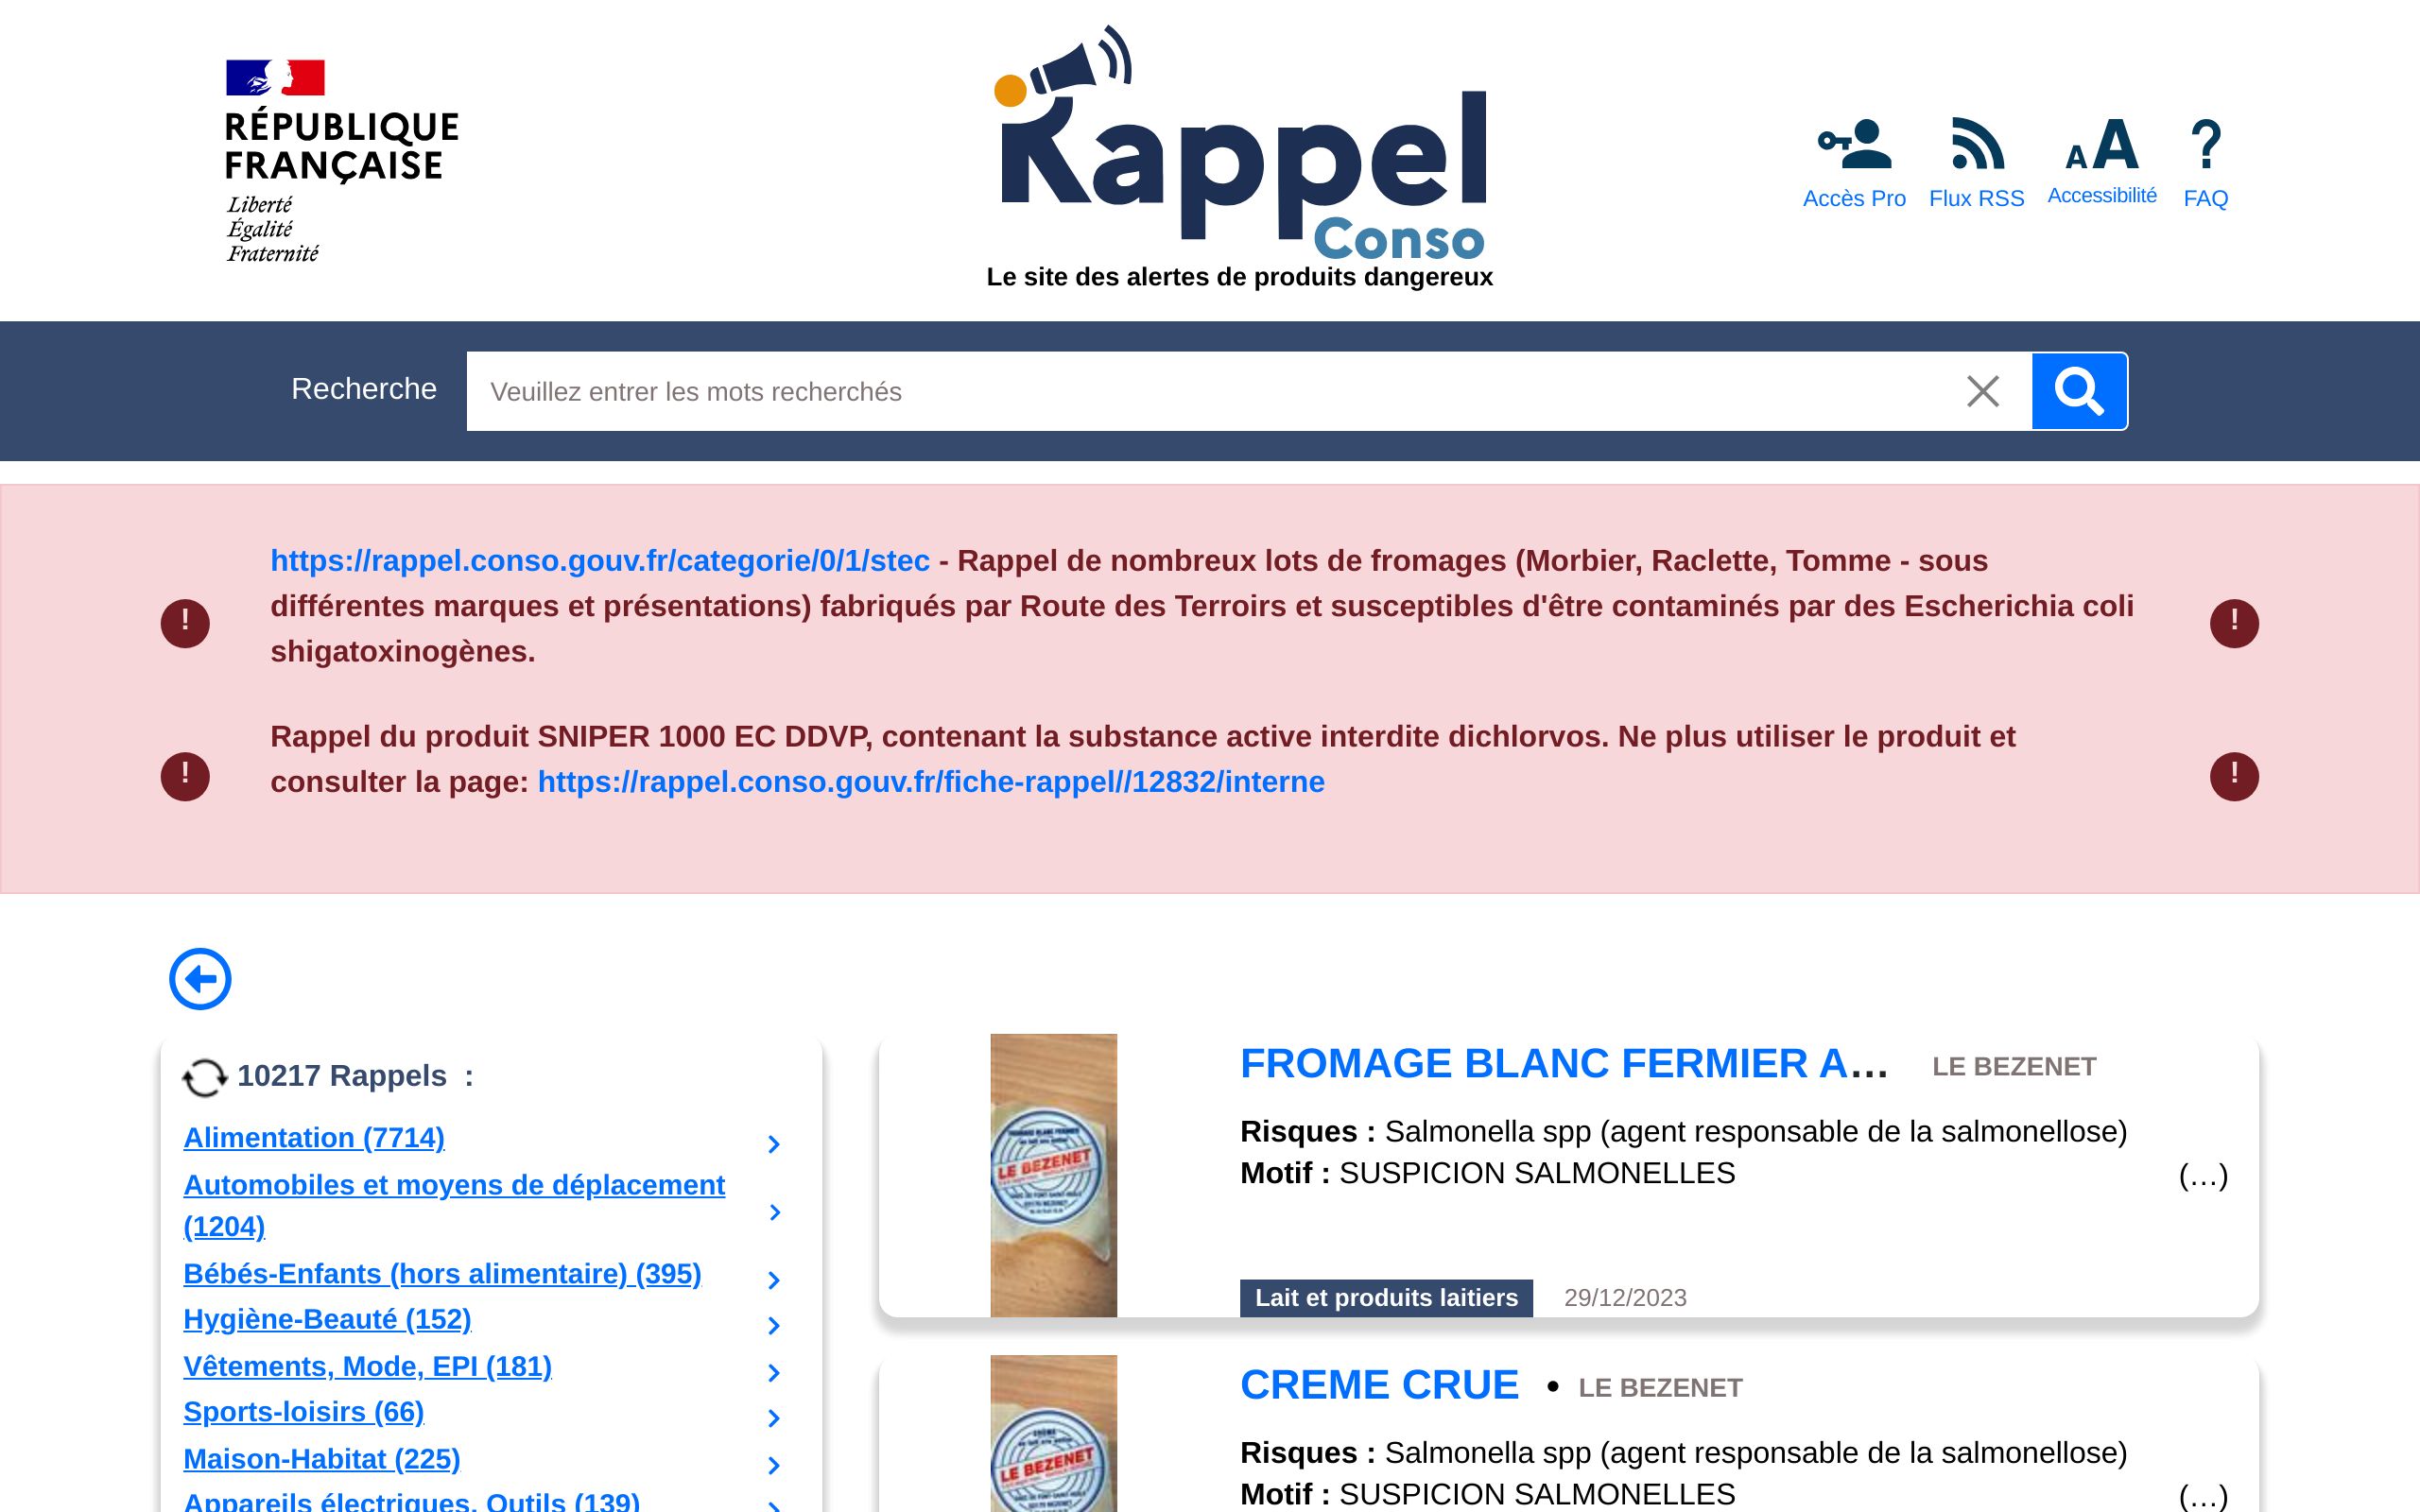 RÉPUBLIQUE
FRANÇAISE
Liberté
Égalité
Fraternité
Rappel
Conso
Le site des alertes de produits dangereux
Accès Pro
Flux RSS
AA
Accessibilité
?
FAQ
Recherche
Veuillez entrer les mots recherchés
https://rappel.conso.gouv.fr/categorie/0/1/stec - Rappel de nombreux lots de fromages (Morbier, Raclette, Tomme - sous
! différentes marques et présentations) fabriqués par Route des Terroirs et susceptibles d'être contaminés par des Escherichia coli !
shigatoxinogènes.
Rappel du produit SNIPER 1000 EC DDVP, contenant la substance active interdite dichlorvos. Ne plus utiliser le produit et
! consulter la page: https://rappel.conso.gouv.fr/fiche-rappel//12832/interne !
10217 Rappels :
Alimentation (7714)
Automobiles et moyens de déplacement
(1204)
Bébés-Enfants (hors alimentaire) (395)
Hygiène-Beauté (152)
Vêtements, Mode, EPI (181)
Sports-loisirs (66)
Maison-Habitat (225)
Appareils électriques, Outils (139)
LE BEZENET
FROMAGE BLANC FERMIER A… LE BEZENET
Risques : Salmonella spp (agent responsable de la salmonellose)
Motif : SUSPICION SALMONELLES (…)
Lait et produits laitiers 29/12/2023
LE BEZENET
CREME CRUE • LE BEZENET
Risques : Salmonella spp (agent responsable de la salmonellose)
Motif : SUSPICION SALMONELLES (…)